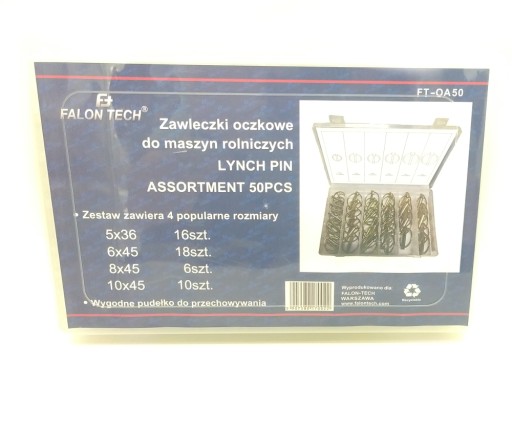 FT-OA50
FALON TECH®
Zawleczki oczkowe
do maszyn rolniczych
LYNCH PIN
ASSORTMENT 50PCS
• Zestaw zawiera 4 popularne rozmiary
5x36 16szt.
6x45 18szt.
8x45 6szt.
10x45 10szt.
• Wygodne pudełko do przechowywania
Wyprodukowano dla
FALON-TECH
WARSZAWA
www.falontech.com